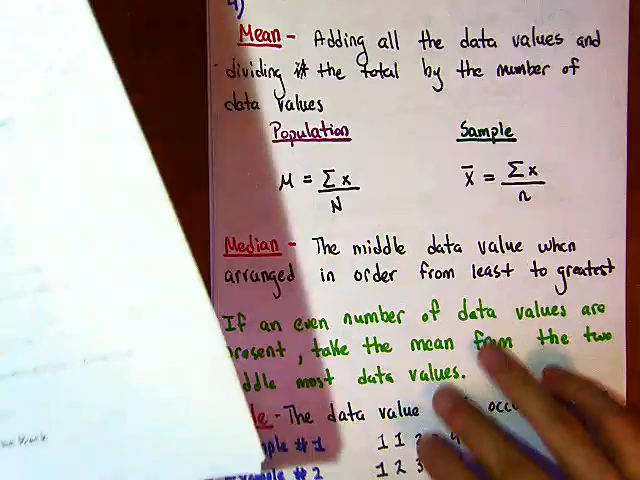 4)
Mean - Adding all the data values and
dividing the total by the number of
data values
Population Sample
μ = Σx / N x̄ = Σx / n
Median - The middle data value when
arranged in order from least to greatest
If an even number of data values are
present, take the mean from the two
most data values.
- The data value
#1 1 1 2
#2 1 2 3